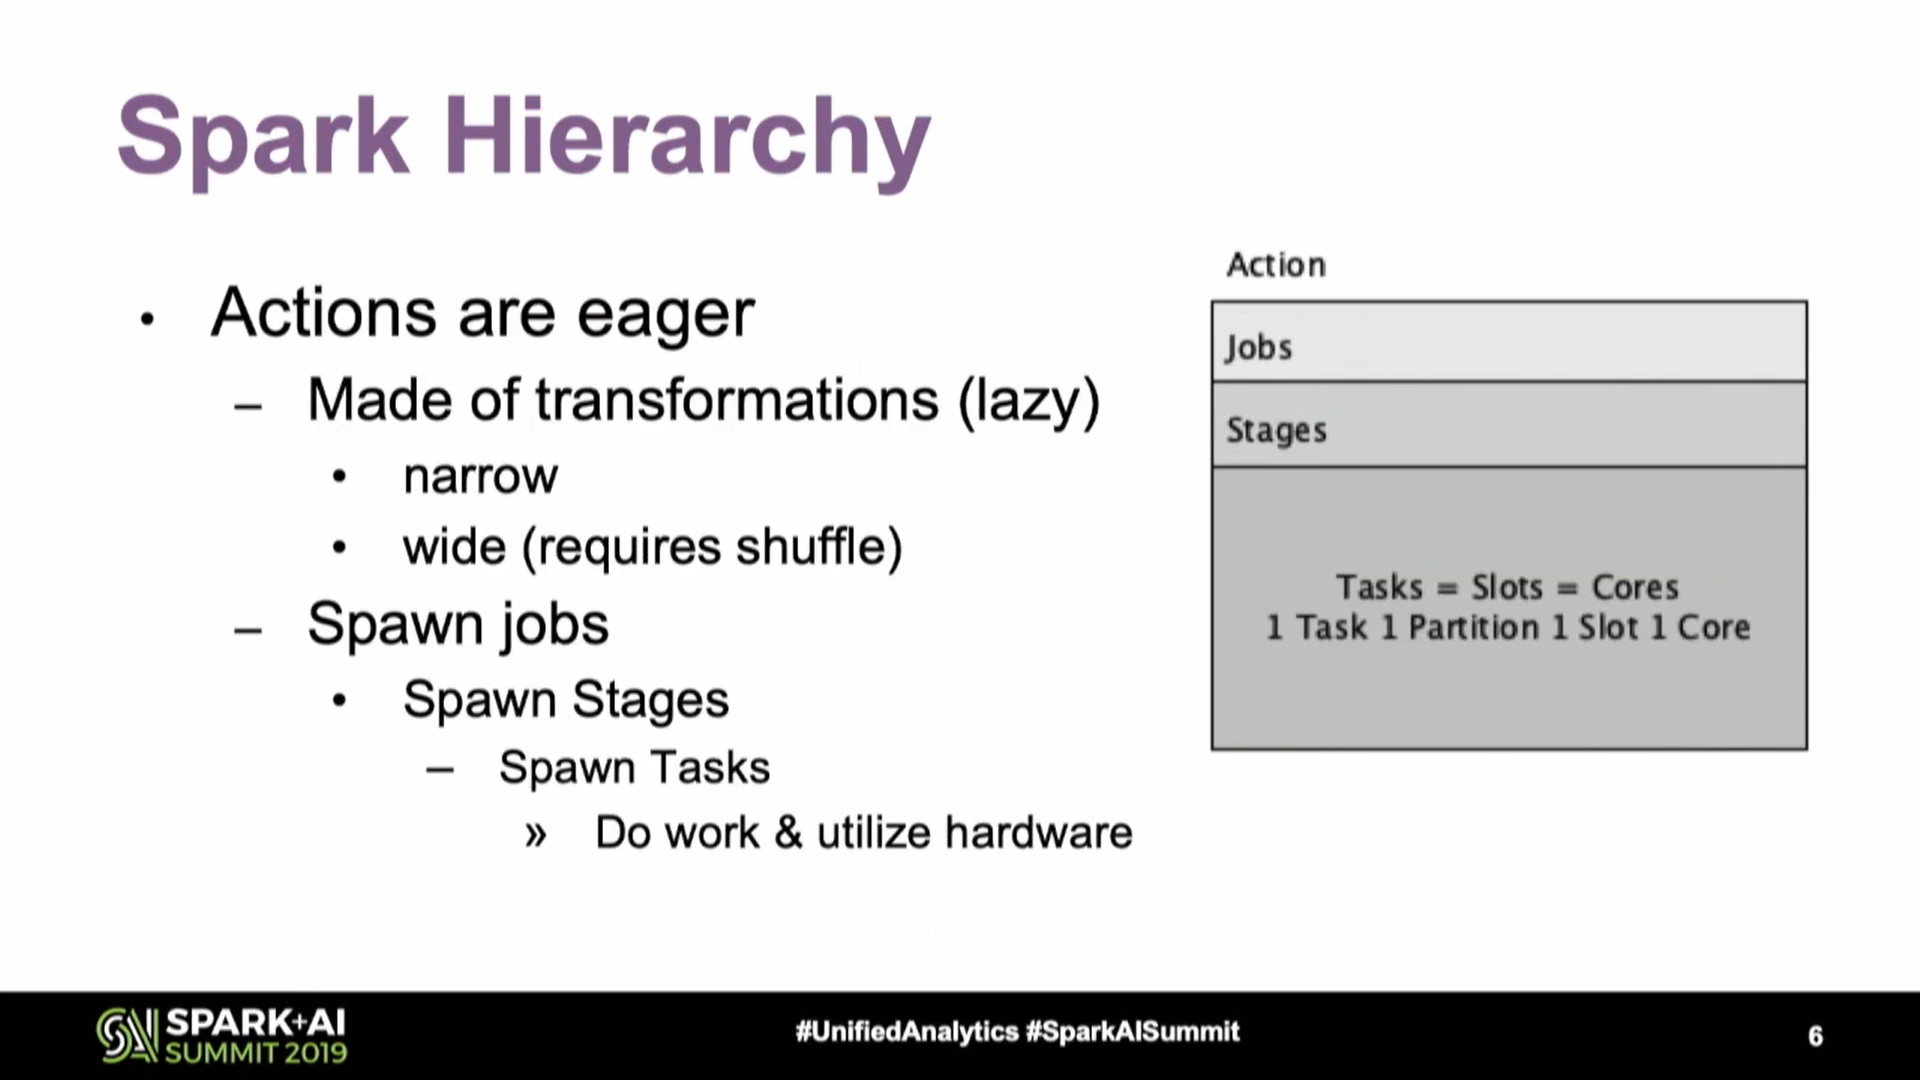 Spark Hierarchy
• Actions are eager
– Made of transformations (lazy)
• narrow
• wide (requires shuffle)
– Spawn jobs
• Spawn Stages
– Spawn Tasks
» Do work & utilize hardware
Action
Jobs
Stages
Tasks = Slots = Cores
1 Task 1 Partition 1 Slot 1 Core
SPARK+AI
SUMMIT 2019
#UnifiedAnalytics #SparkAISummit
6